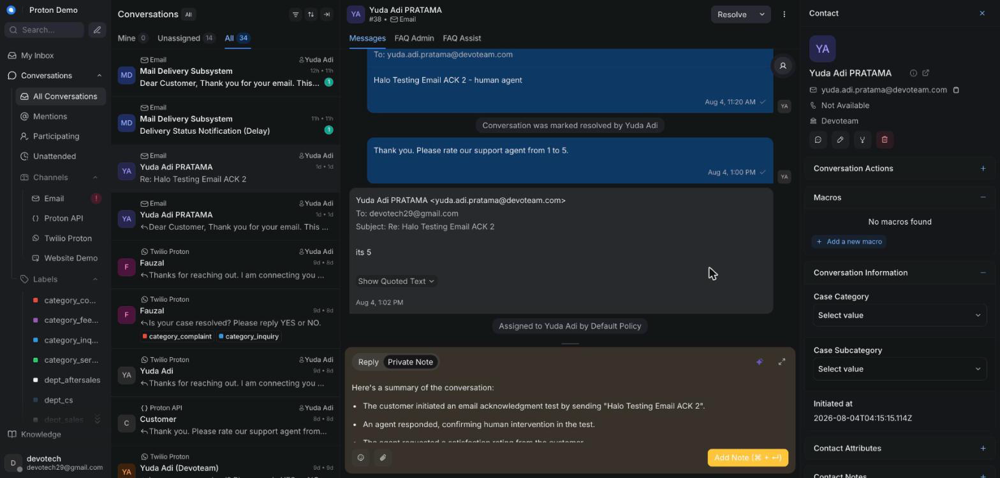 Proton Demo
Search...
My Inbox
Conversations
All Conversations
Mentions
Participating
Unattended
Channels
Email
!
Proton API
Twilio Proton
Website Demo
Labels
category_co...
category_fee...
category_inq...
category_ser...
dept_aftersales
dept_cs
dept_sales
Knowledge
D
devotech
devotech29@gmail.com
Conversations All
Mine 0 Unassigned 14 All 34
Email Yuda Adi
MD Mail Delivery Subsystem 12h • 11h
Dear Customer, Thank you for your email. This... 1
Email
MD Mail Delivery Subsystem 11h • 11h
Delivery Status Notification (Delay) 1
Email Yuda Adi
YA Yuda Adi PRATAMA 1d • 1d
Re: Halo Testing Email ACK 2
Email Yuda Adi
YA Yuda Adi PRATAMA 1d • 1d
Dear Customer, Thank you for your email. This ...
Twilio Proton Yuda Adi
F Fauzal 9d • 8d
Thanks for reaching out. I am connecting you ...
Twilio Proton
F Fauzal 9d • 8d
Is your case resolved? Please reply YES or NO.
category_complaint category_inquiry
Twilio Proton Yuda Adi
YA Yuda Adi 9d • 8d
Thanks for reaching out. I am connecting you ...
{} Proton API Yuda Adi
C Customer 8d • 8d
Thank you. Please rate our support agent from...
Twilio Proton
YA Yuda Adi (Devoteam) 9d • 9d
YA Yuda Adi PRATAMA
#38 • Email
Resolve
Messages FAQ Admin FAQ Assist
To: yuda.adi.pratama@devoteam.com
Halo Testing Email ACK 2 - human agent
Aug 4, 11:20 AM
YA
Conversation was marked resolved by Yuda Adi
Thank you. Please rate our support agent from 1 to 5.
Aug 4, 1:00 PM
YA
Yuda Adi PRATAMA <yuda.adi.pratama@devoteam.com>
To: devotech29@gmail.com
Subject: Re: Halo Testing Email ACK 2
its 5
Show Quoted Text
Aug 4, 1:02 PM
Assigned to Yuda Adi by Default Policy
Reply Private Note
Here's a summary of the conversation:
• The customer initiated an email acknowledgment test by sending "Halo Testing Email ACK 2".
• An agent responded, confirming human intervention in the test.
• The agent requested a satisfaction rating from the customer.
Add Note (⌘ + ↵)
Contact
YA
Yuda Adi PRATAMA
yuda.adi.pratama@devoteam.com
Not Available
Devoteam
Conversation Actions
Macros
No macros found
+ Add a new macro
Conversation Information
Case Category
Select value
Case Subcategory
Select value
Initiated at
2026-08-04T04:15:15.114Z
Contact Attributes
Contact Notes